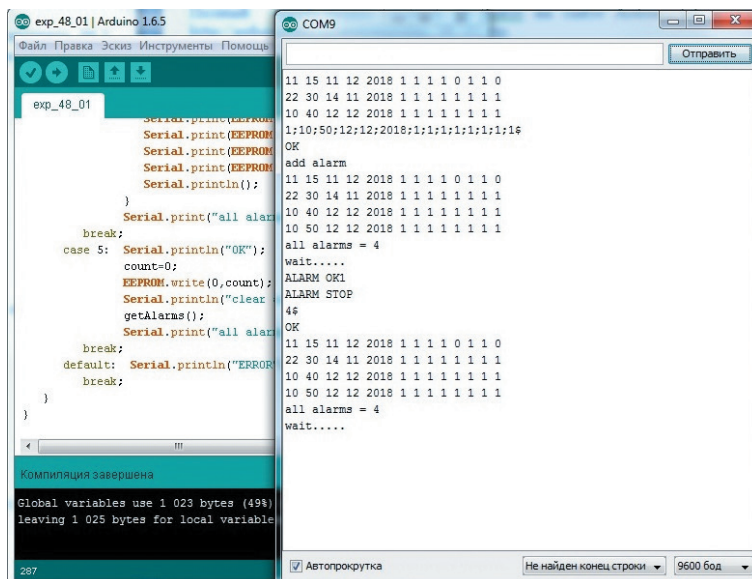 exp_48_01 | Arduino 1.6.5
Файл Правка Эскиз Инструменты Помощь
exp_48_01
Serial.print(EEPROM
Serial.print(EEPROM
Serial.print(EEPROM
Serial.print(EEPROM
Serial.println();
}
Serial.print("all alar
break;
case 5: Serial.println("OK");
count=0;
EEPROM.write(0,count);
Serial.println("clear
getAlarms();
Serial.print("all alar
break;
default: Serial.println("ERROR
break;
}
}
Компиляция завершена
Global variables use 1 023 bytes (49%)
leaving 1 025 bytes for local variable
287
COM9
Отправить
11 15 11 12 2018 1 1 1 1 0 1 1 0
22 30 14 11 2018 1 1 1 1 1 1 1 1
10 40 12 12 2018 1 1 1 1 1 1 1 1
1;10;50;12;12;2018;1;1;1;1;1;1;1;1$
OK
add alarm
11 15 11 12 2018 1 1 1 1 0 1 1 0
22 30 14 11 2018 1 1 1 1 1 1 1 1
10 40 12 12 2018 1 1 1 1 1 1 1 1
10 50 12 12 2018 1 1 1 1 1 1 1 1
all alarms = 4
wait.....
ALARM OK1
ALARM STOP
4$
OK
11 15 11 12 2018 1 1 1 1 0 1 1 0
22 30 14 11 2018 1 1 1 1 1 1 1 1
10 40 12 12 2018 1 1 1 1 1 1 1 1
10 50 12 12 2018 1 1 1 1 1 1 1 1
all alarms = 4
wait.....
Автопрокрутка
Не найден конец строки
9600 бод